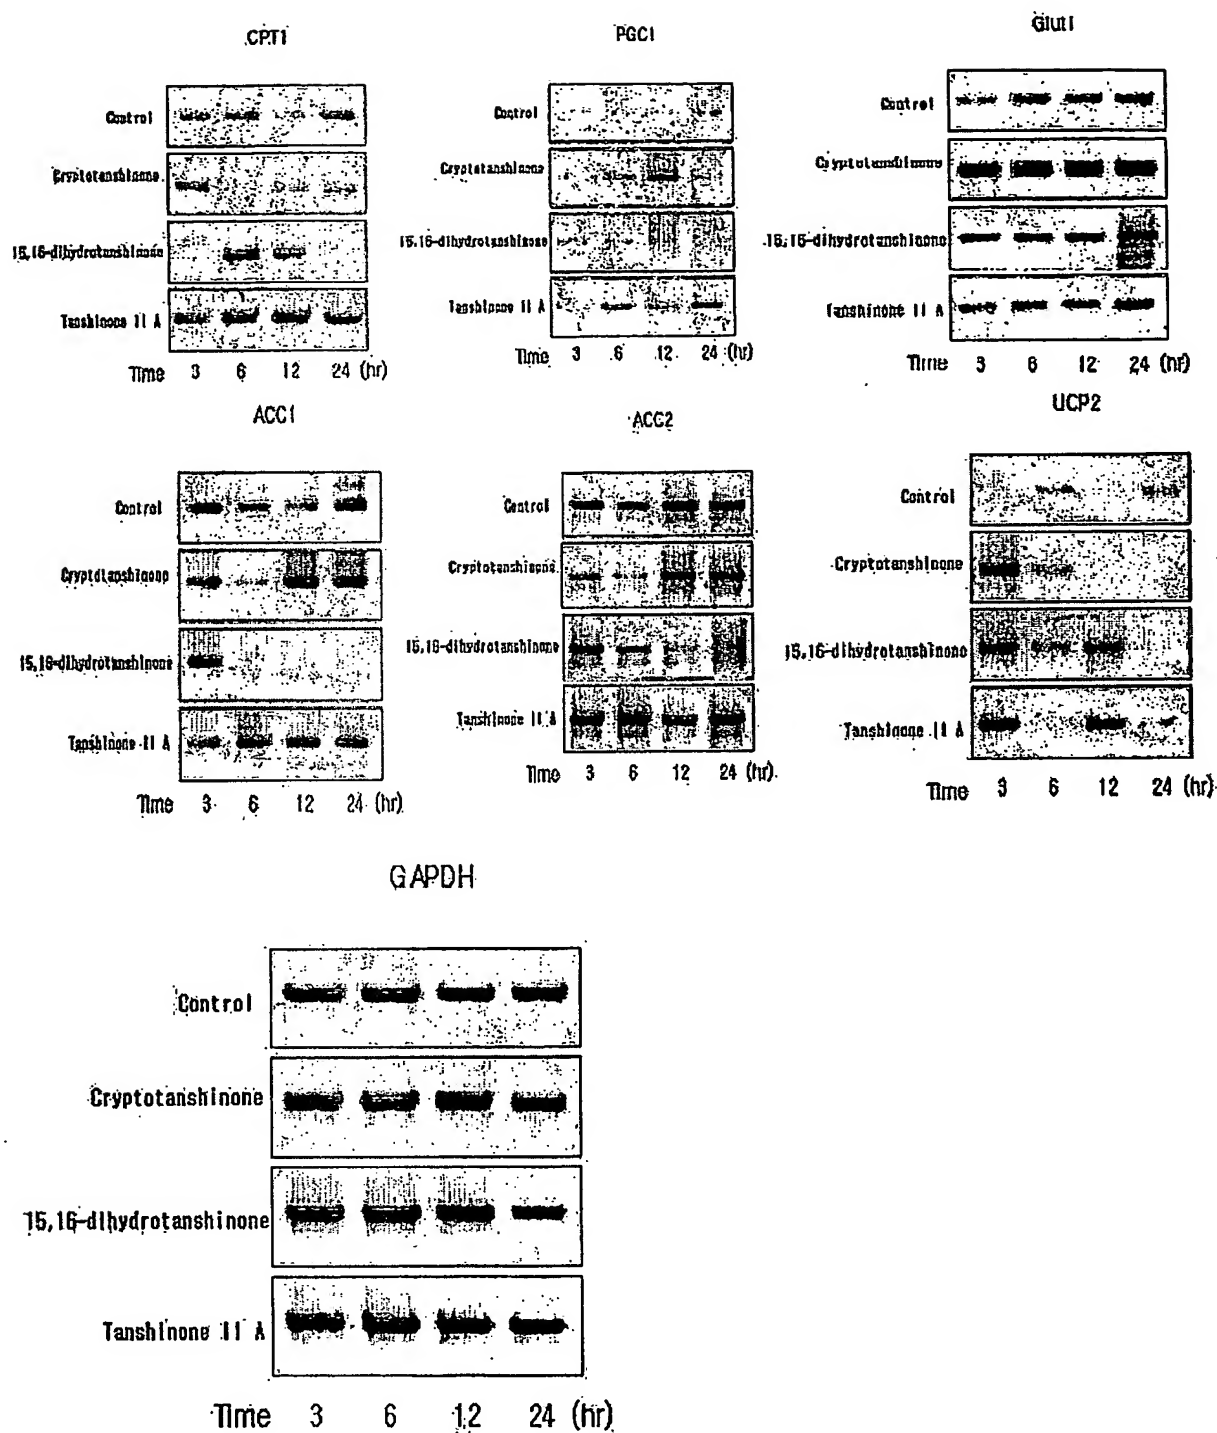 CPT1
Control
Cryptotanshinone
15,16-dihydrotanshinone
Tanshinone II A
Time 3 6 12 24 (hr)
PGC1
Control
Cryptotanshinone
15,16-dihydrotanshinone
Tanshinone II A
Time 3 6 12 24 (hr)
Glut1
Control
Cryptotanshinone
15,16-dihydrotanshinone
Tanshinone II A
Time 3 6 12 24 (hr)
ACC1
Control
Cryptotanshinone
15,16-dihydrotanshinone
Tanshinone II A
Time 3 6 12 24 (hr)
ACC2
Control
Cryptotanshinone
15,16-dihydrotanshinone
Tanshinone II A
Time 3 6 12 24 (hr)
UCP2
Control
Cryptotanshinone
15,16-dihydrotanshinone
Tanshinone II A
Time 3 6 12 24 (hr)
GAPDH
Control
Cryptotanshinone
15,16-dihydrotanshinone
Tanshinone II A
Time 3 6 12 24 (hr)